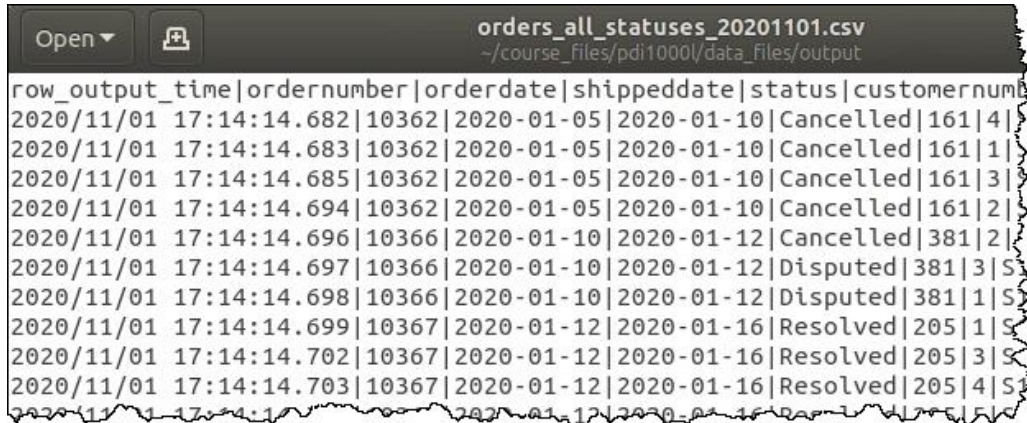 Open
orders_all_statuses_20201101.csv
~/course_files/pdi1000l/data_files/output
row_output_time|ordernumber|orderdate|shippeddate|status|customernumb
2020/11/01 17:14:14.682|10362|2020-01-05|2020-01-10|Cancelled|161|4|
2020/11/01 17:14:14.683|10362|2020-01-05|2020-01-10|Cancelled|161|1|
2020/11/01 17:14:14.685|10362|2020-01-05|2020-01-10|Cancelled|161|3|
2020/11/01 17:14:14.694|10362|2020-01-05|2020-01-10|Cancelled|161|2|
2020/11/01 17:14:14.696|10366|2020-01-10|2020-01-12|Cancelled|381|2|
2020/11/01 17:14:14.697|10366|2020-01-10|2020-01-12|Disputed|381|3|S
2020/11/01 17:14:14.698|10366|2020-01-10|2020-01-12|Disputed|381|1|S
2020/11/01 17:14:14.699|10367|2020-01-12|2020-01-16|Resolved|205|1|S
2020/11/01 17:14:14.702|10367|2020-01-12|2020-01-16|Resolved|205|3|S
2020/11/01 17:14:14.703|10367|2020-01-12|2020-01-16|Resolved|205|4|S